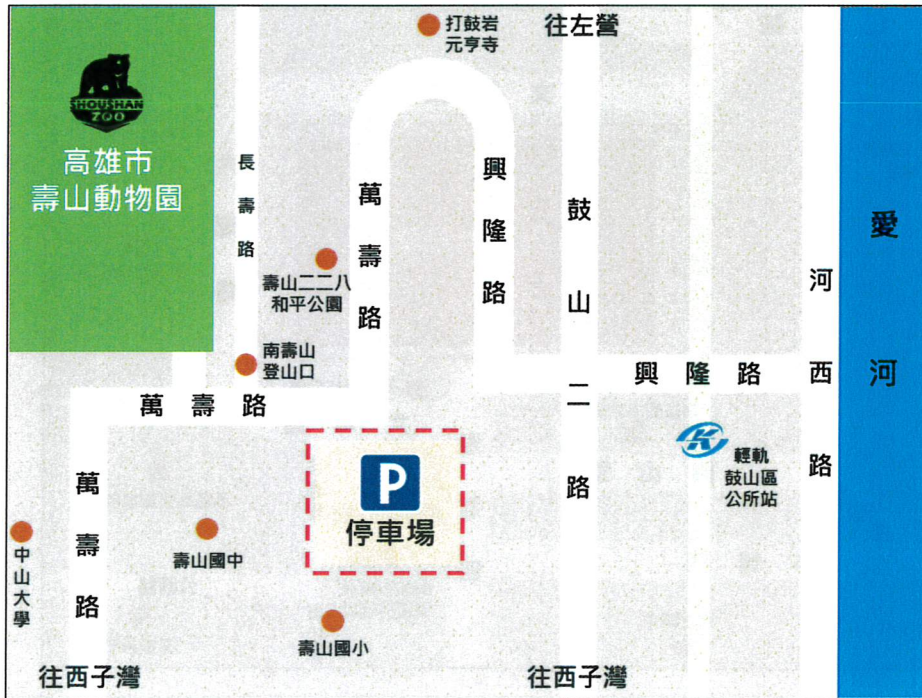 打鼓岩
元亨寺
往左營
SHOUSHAN
ZOO
高雄市
壽山動物園
長壽路
萬壽路
興隆路
鼓山二路
河西路
愛河
壽山二二八
和平公園
南壽山
登山口
興隆路
萬壽路
輕軌
鼓山區
公所站
P
停車場
萬壽路
中山大學
壽山國中
壽山國小
往西子灣
往西子灣